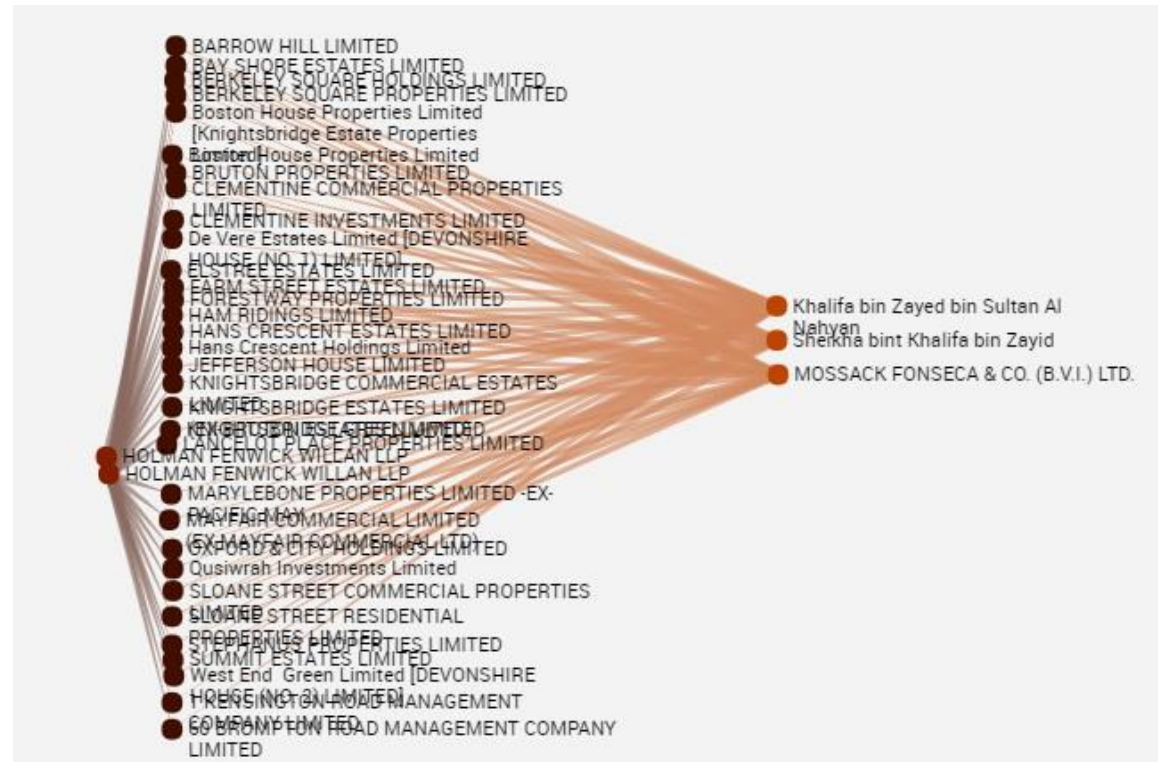 BARROW HILL LIMITED
BAY SHORE ESTATES LIMITED
BERKELEY SQUARE HOLDINGS LIMITED
BERKELEY SQUARE PROPERTIES LIMITED
Boston House Properties Limited
[Knightsbridge Estate Properties
Limited]
Boston House Properties Limited
BRUTON PROPERTIES LIMITED
CLEMENTINE COMMERCIAL PROPERTIES
LIMITED
CLEMENTINE INVESTMENTS LIMITED
De Vere Estates Limited [DEVONSHIRE
HOUSE (NO. 1) LIMITED]
ELSTREE ESTATES LIMITED
FARM STREET ESTATES LIMITED
FORESTWAY PROPERTIES LIMITED
HAM RIDINGS LIMITED
HANS CRESCENT ESTATES LIMITED
Hans Crescent Holdings Limited
JEFFERSON HOUSE LIMITED
KNIGHTSBRIDGE COMMERCIAL ESTATES
LIMITED
KNIGHTSBRIDGE ESTATES LIMITED
LANCELOT PLACE PROPERTIES LIMITED
HOLMAN FENWICK WILLAN LLP
HOLMAN FENWICK WILLAN LLP
MARYLEBONE PROPERTIES LIMITED -EX-
PACIFIC MAY
MAYFAIR COMMERCIAL LIMITED
(EX-MAYFAIR COMMERCIAL LTD)
OXFORD & CITY HOLDINGS LIMITED
Qusiwrah Investments Limited
SLOANE STREET COMMERCIAL PROPERTIES
LIMITED
SLOANE STREET RESIDENTIAL
PROPERTIES LIMITED
STEPHANUS PROPERTIES LIMITED
SUMMIT ESTATES LIMITED
West End Green Limited [DEVONSHIRE
HOUSE (NO. 2) LIMITED]
1 KENSINGTON ROAD MANAGEMENT
COMPANY LIMITED
60 BROMPTON ROAD MANAGEMENT COMPANY
LIMITED
Khalifa bin Zayed bin Sultan Al
Nahyan
Sheikha bint Khalifa bin Zayid
MOSSACK FONSECA & CO. (B.V.I.) LTD.